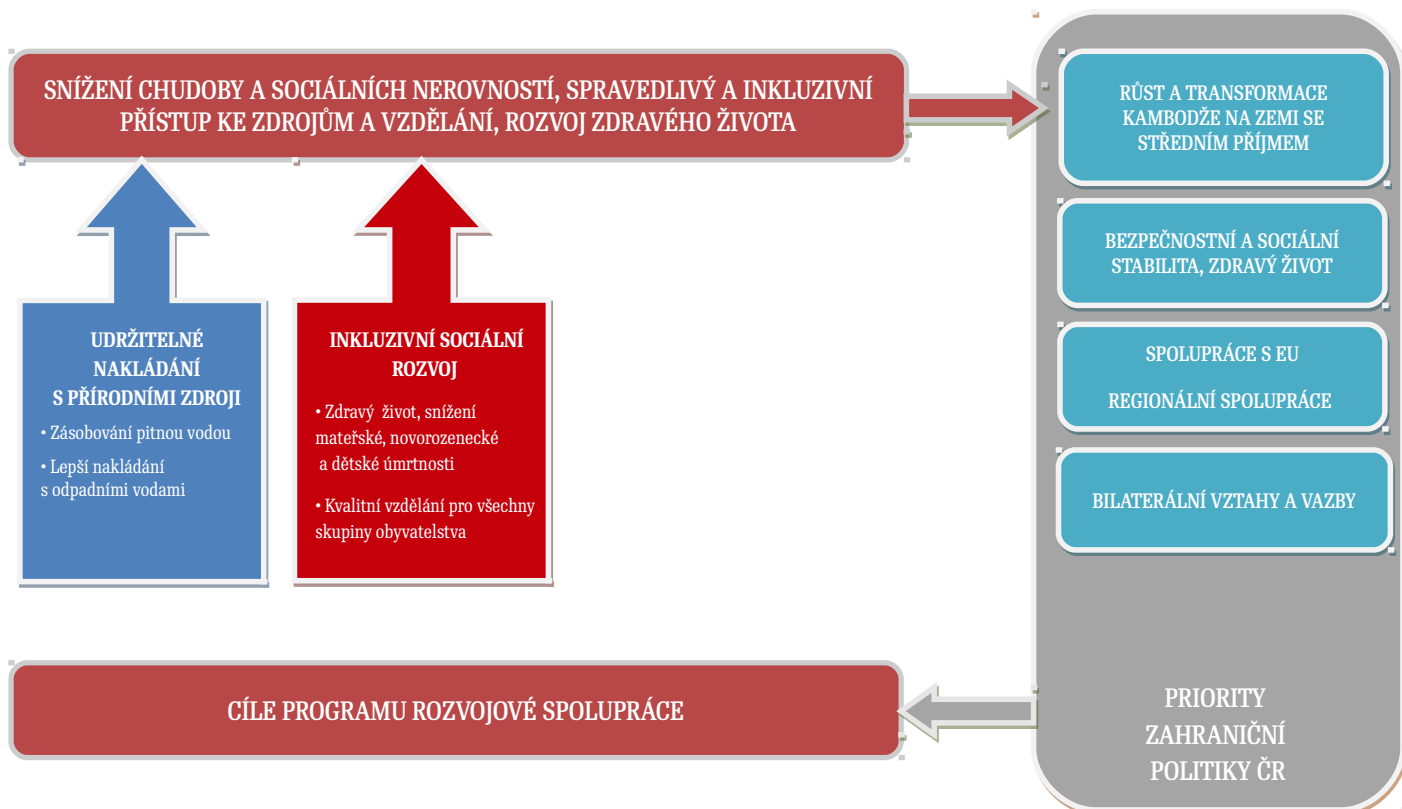 SNÍŽENÍ CHUDOBY A SOCIÁLNÍCH NEROVNOSTÍ, SPRAVEDLIVÝ A INKLUZIVNÍ
PŘÍSTUP KE ZDROJŮM A VZDĚLÁNÍ, ROZVOJ ZDRAVÉHO ŽIVOTA
UDRŽITELNÉ
NAKLÁDÁNÍ
S PŘÍRODNÍMI ZDROJI
• Zásobování pitnou vodou
• Lepší nakládání
s odpadními vodami
INKLUZIVNÍ SOCIÁLNÍ
ROZVOJ
• Zdravý život, snížení
mateřské, novorozenecké
a dětské úmrtnosti
• Kvalitní vzdělání pro všechny
skupiny obyvatelstva
CÍLE PROGRAMU ROZVOJOVÉ SPOLUPRÁCE
RŮST A TRANSFORMACE
KAMBODŽE NA ZEMI SE
STŘEDNÍM PŘÍJMEM
BEZPEČNOSTNÍ A SOCIÁLNÍ
STABILITA, ZDRAVÝ ŽIVOT
SPOLUPRÁCE S EU
REGIONÁLNÍ SPOLUPRÁCE
BILATERÁLNÍ VZTAHY A VAZBY
PRIORITY
ZAHRANIČNÍ
POLITIKY ČR